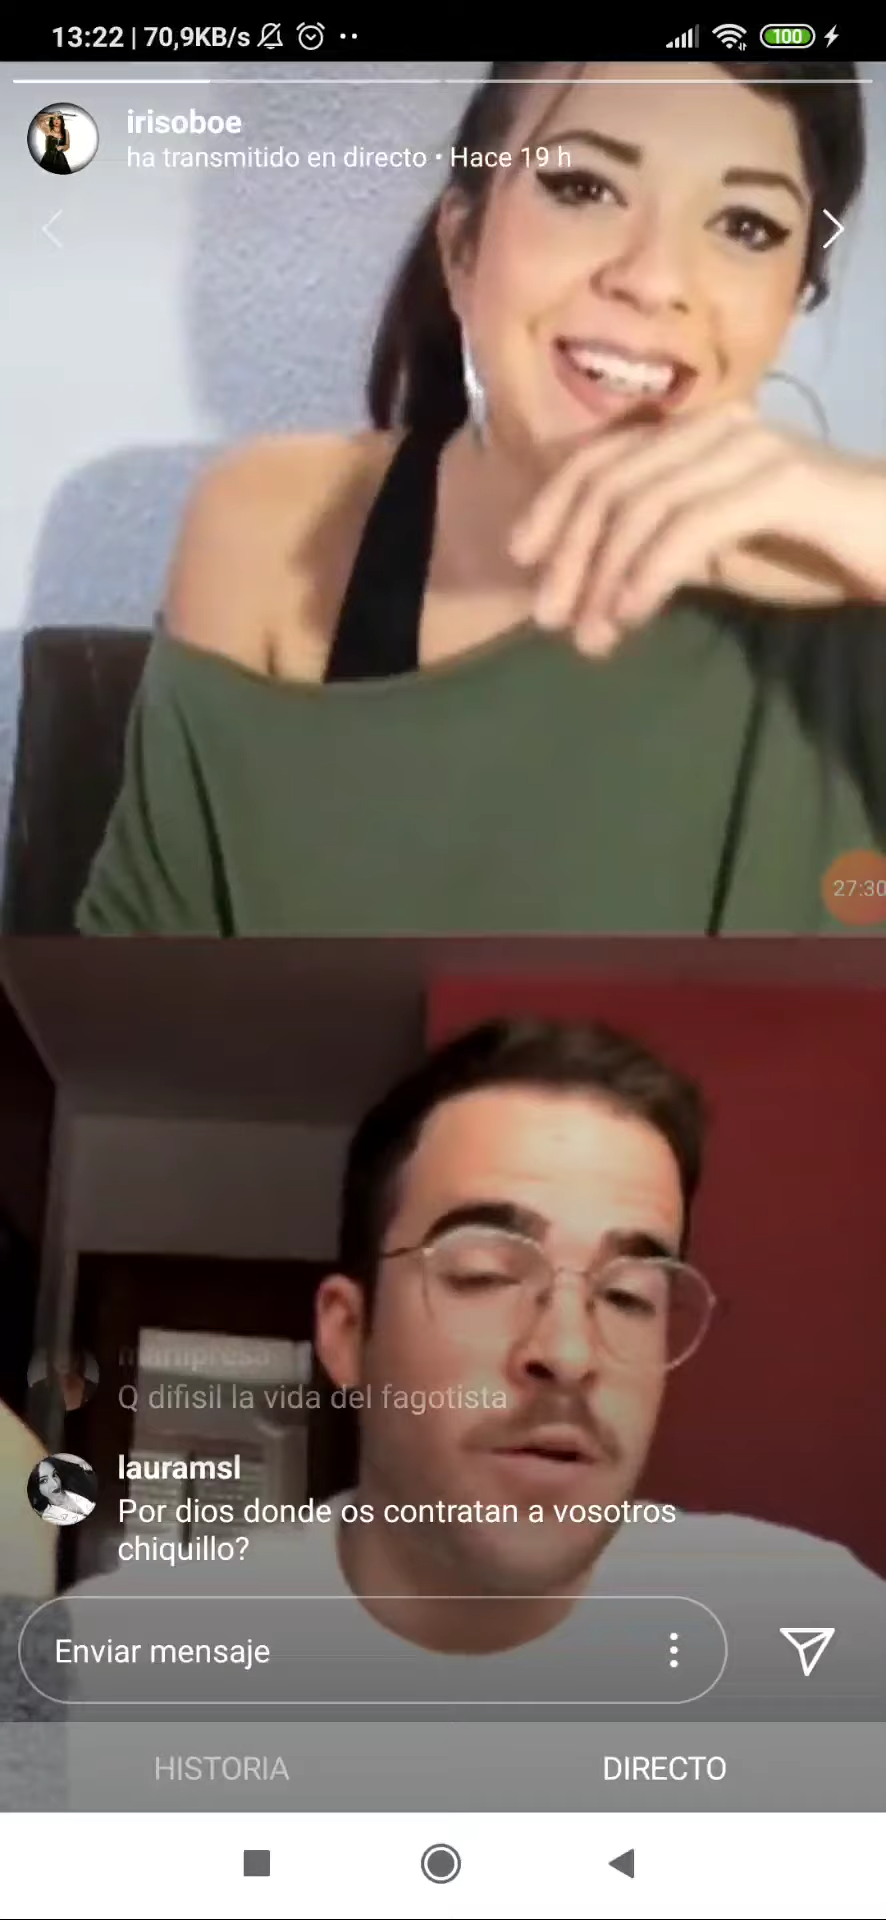 13:22 | 70,9KB/s
100
irisoboe
ha transmitido en directo • Hace 19 h
27:30
marlipresa
Q difisil la vida del fagotista
lauramsl
Por dios donde os contratan a vosotros
chiquillo?
Enviar mensaje
HISTORIA
DIRECTO